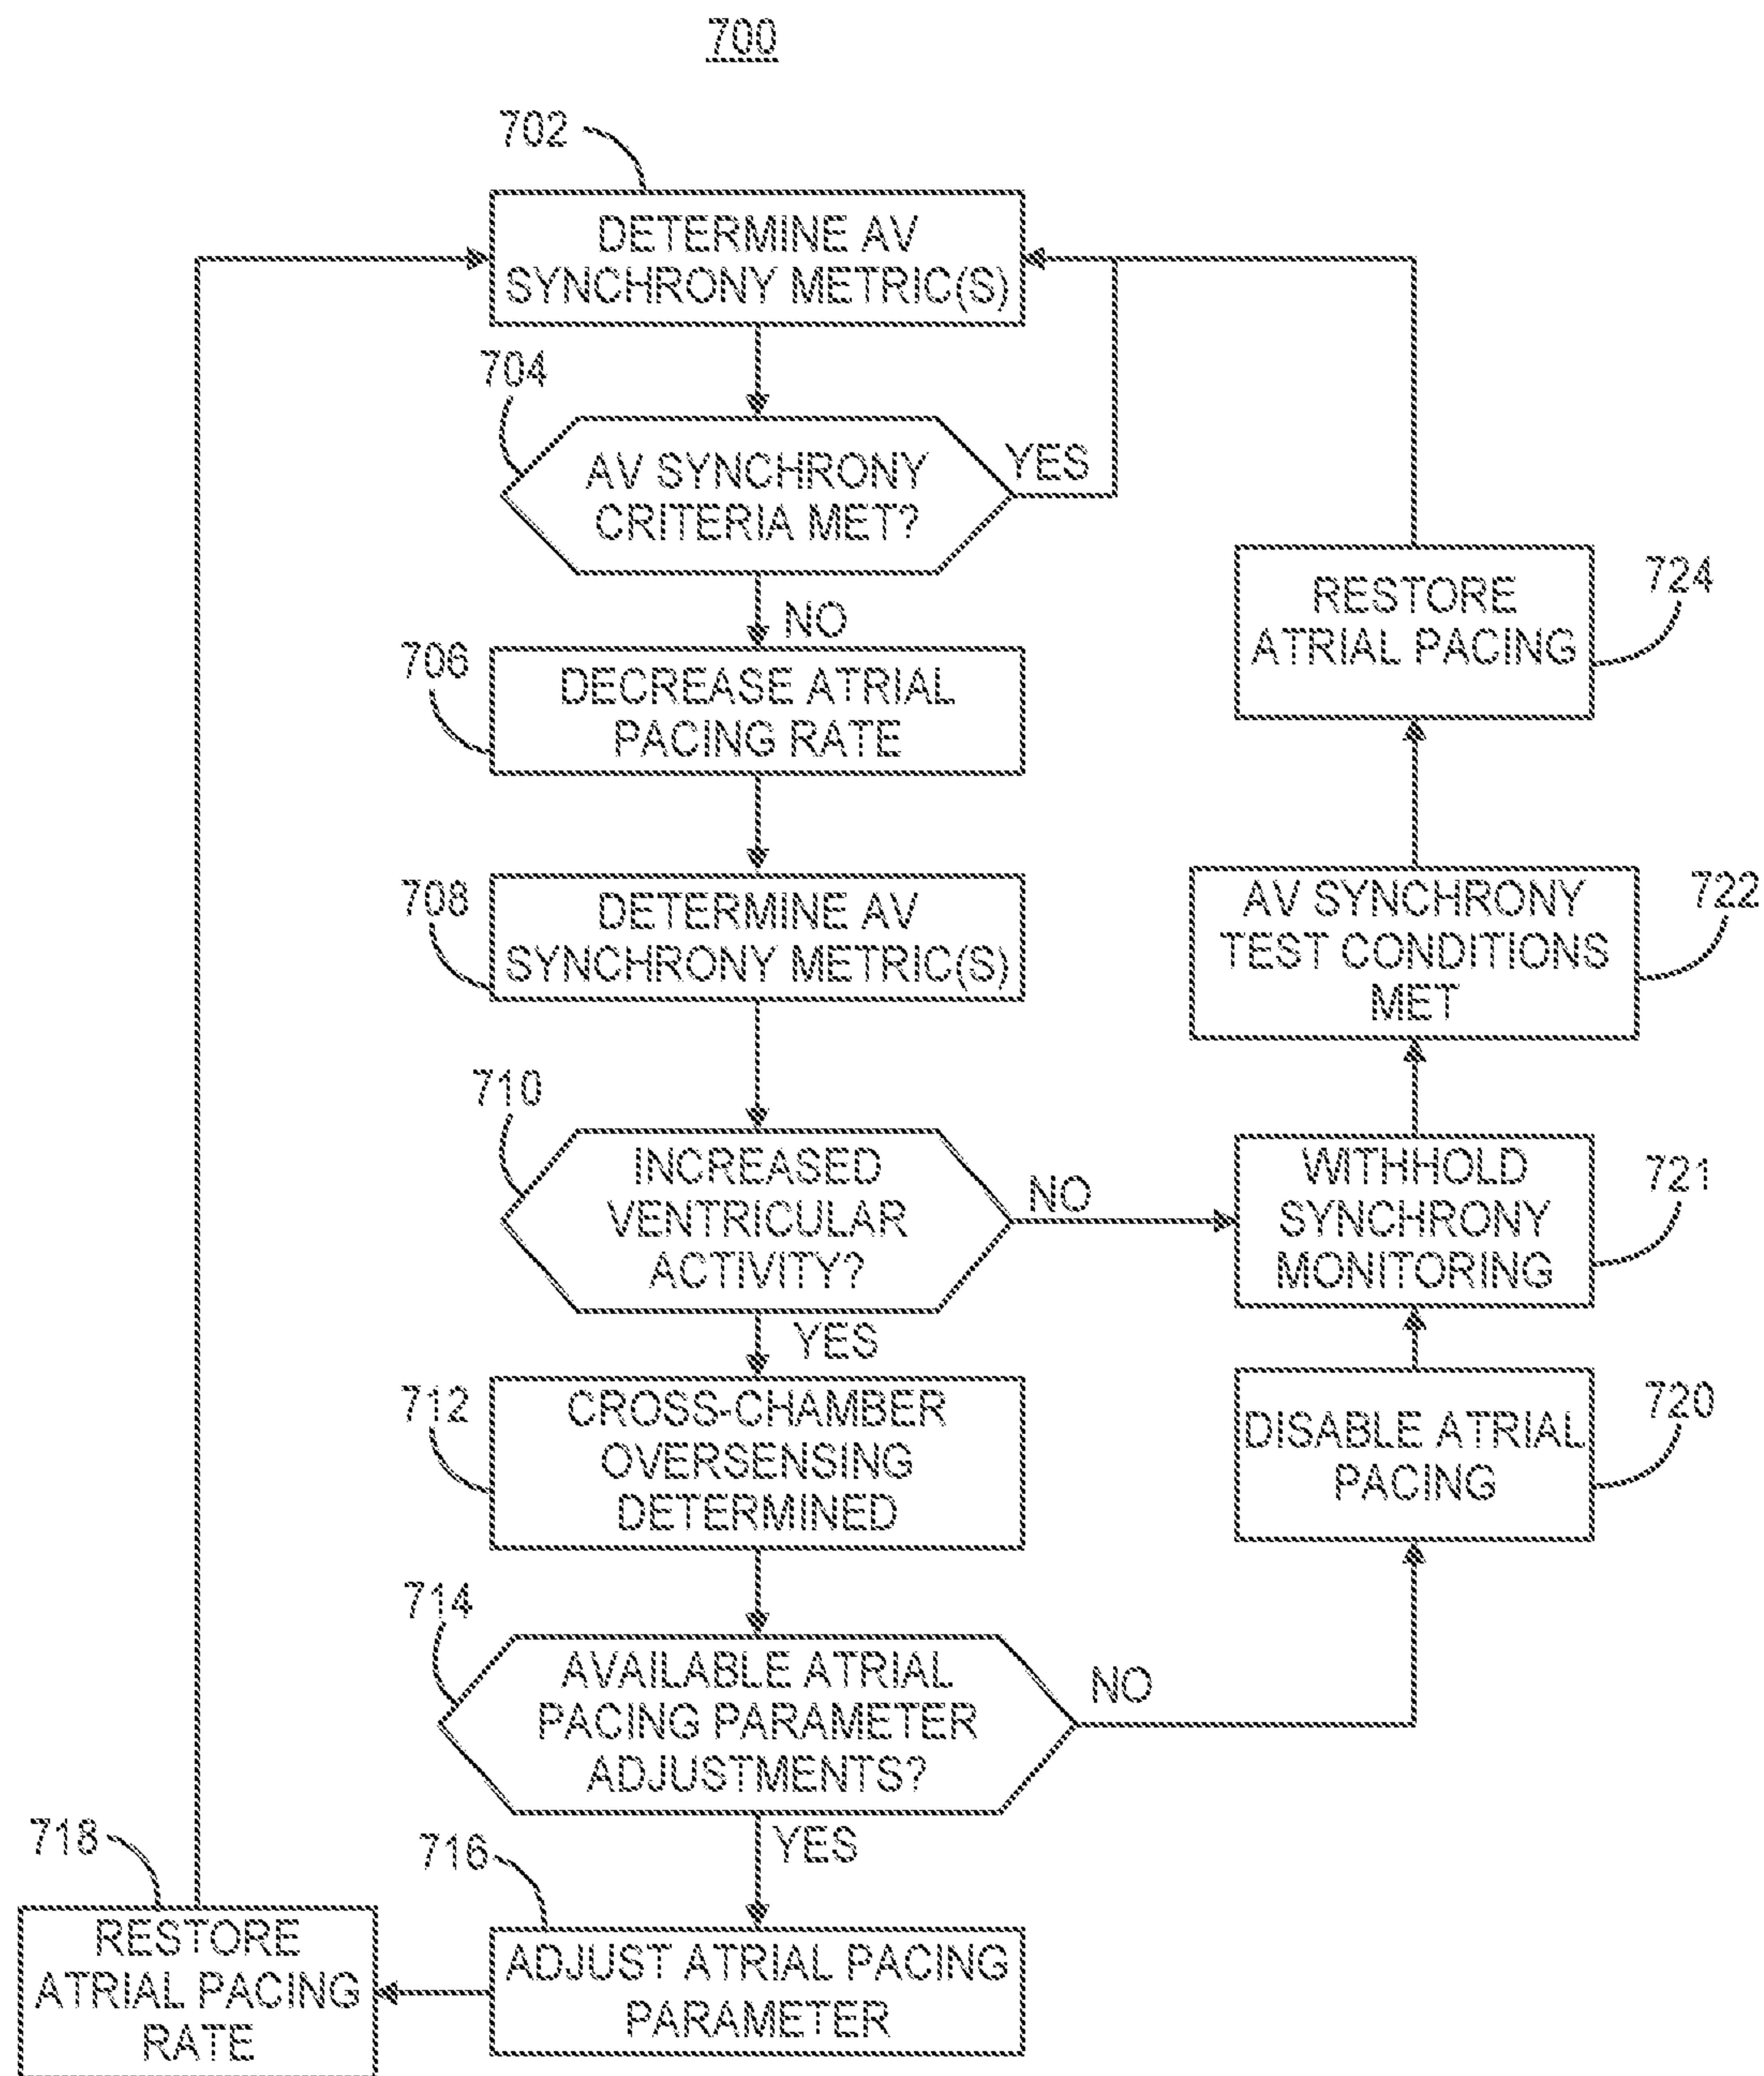 700
702
DETERMINE AV
SYNCHRONY METRIC(S)
704
AV SYNCHRONY
CRITERIA MET?
YES
NO
706
DECREASE ATRIAL
PACING RATE
708
DETERMINE AV
SYNCHRONY METRIC(S)
710
INCREASED
VENTRICULAR
ACTIVITY?
NO
YES
712
CROSS-CHAMBER
OVERSENSING
DETERMINED
714
AVAILABLE ATRIAL
PACING PARAMETER
ADJUSTMENTS?
NO
YES
716
ADJUST ATRIAL PACING
PARAMETER
718
RESTORE
ATRIAL PACING
RATE
720
DISABLE ATRIAL
PACING
721
WITHHOLD
SYNCHRONY
MONITORING
722
AV SYNCHRONY
TEST CONDITIONS
MET
724
RESTORE
ATRIAL PACING